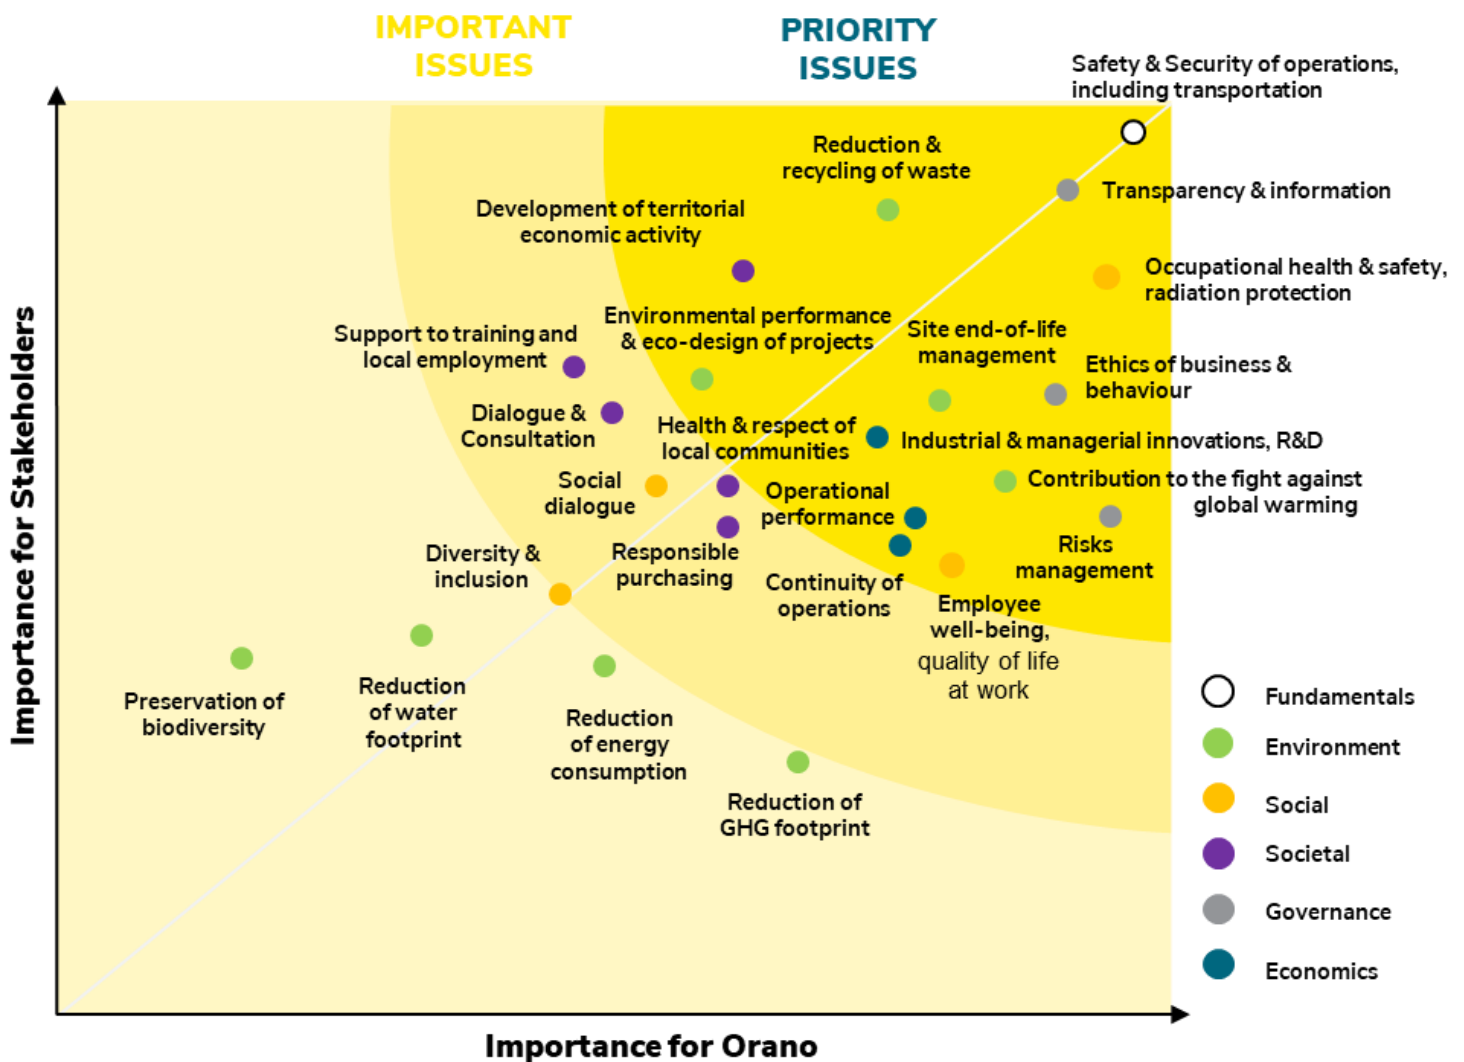 IMPORTANT
ISSUES
PRIORITY
ISSUES
Safety & Security of operations,
including transportation
Reduction &
recycling of waste
Transparency & information
Development of territorial
economic activity
Occupational health & safety,
radiation protection
Environmental performance
& eco-design of projects
Support to training and
local employment
Site end-of-life
management
Ethics of business &
behaviour
Dialogue &
Consultation
Health & respect of
local communities
Industrial & managerial innovations, R&D
Social
dialogue
Operational
performance
Contribution to the fight against
global warming
Diversity &
inclusion
Responsible
purchasing
Risks
management
Continuity of
operations
Employee
well-being,
quality of life
at work
Preservation of
biodiversity
Reduction
of water
footprint
Reduction
of energy
consumption
Reduction of
GHG footprint
Fundamentals
Environment
Social
Societal
Governance
Economics
Importance for Stakeholders
Importance for Orano